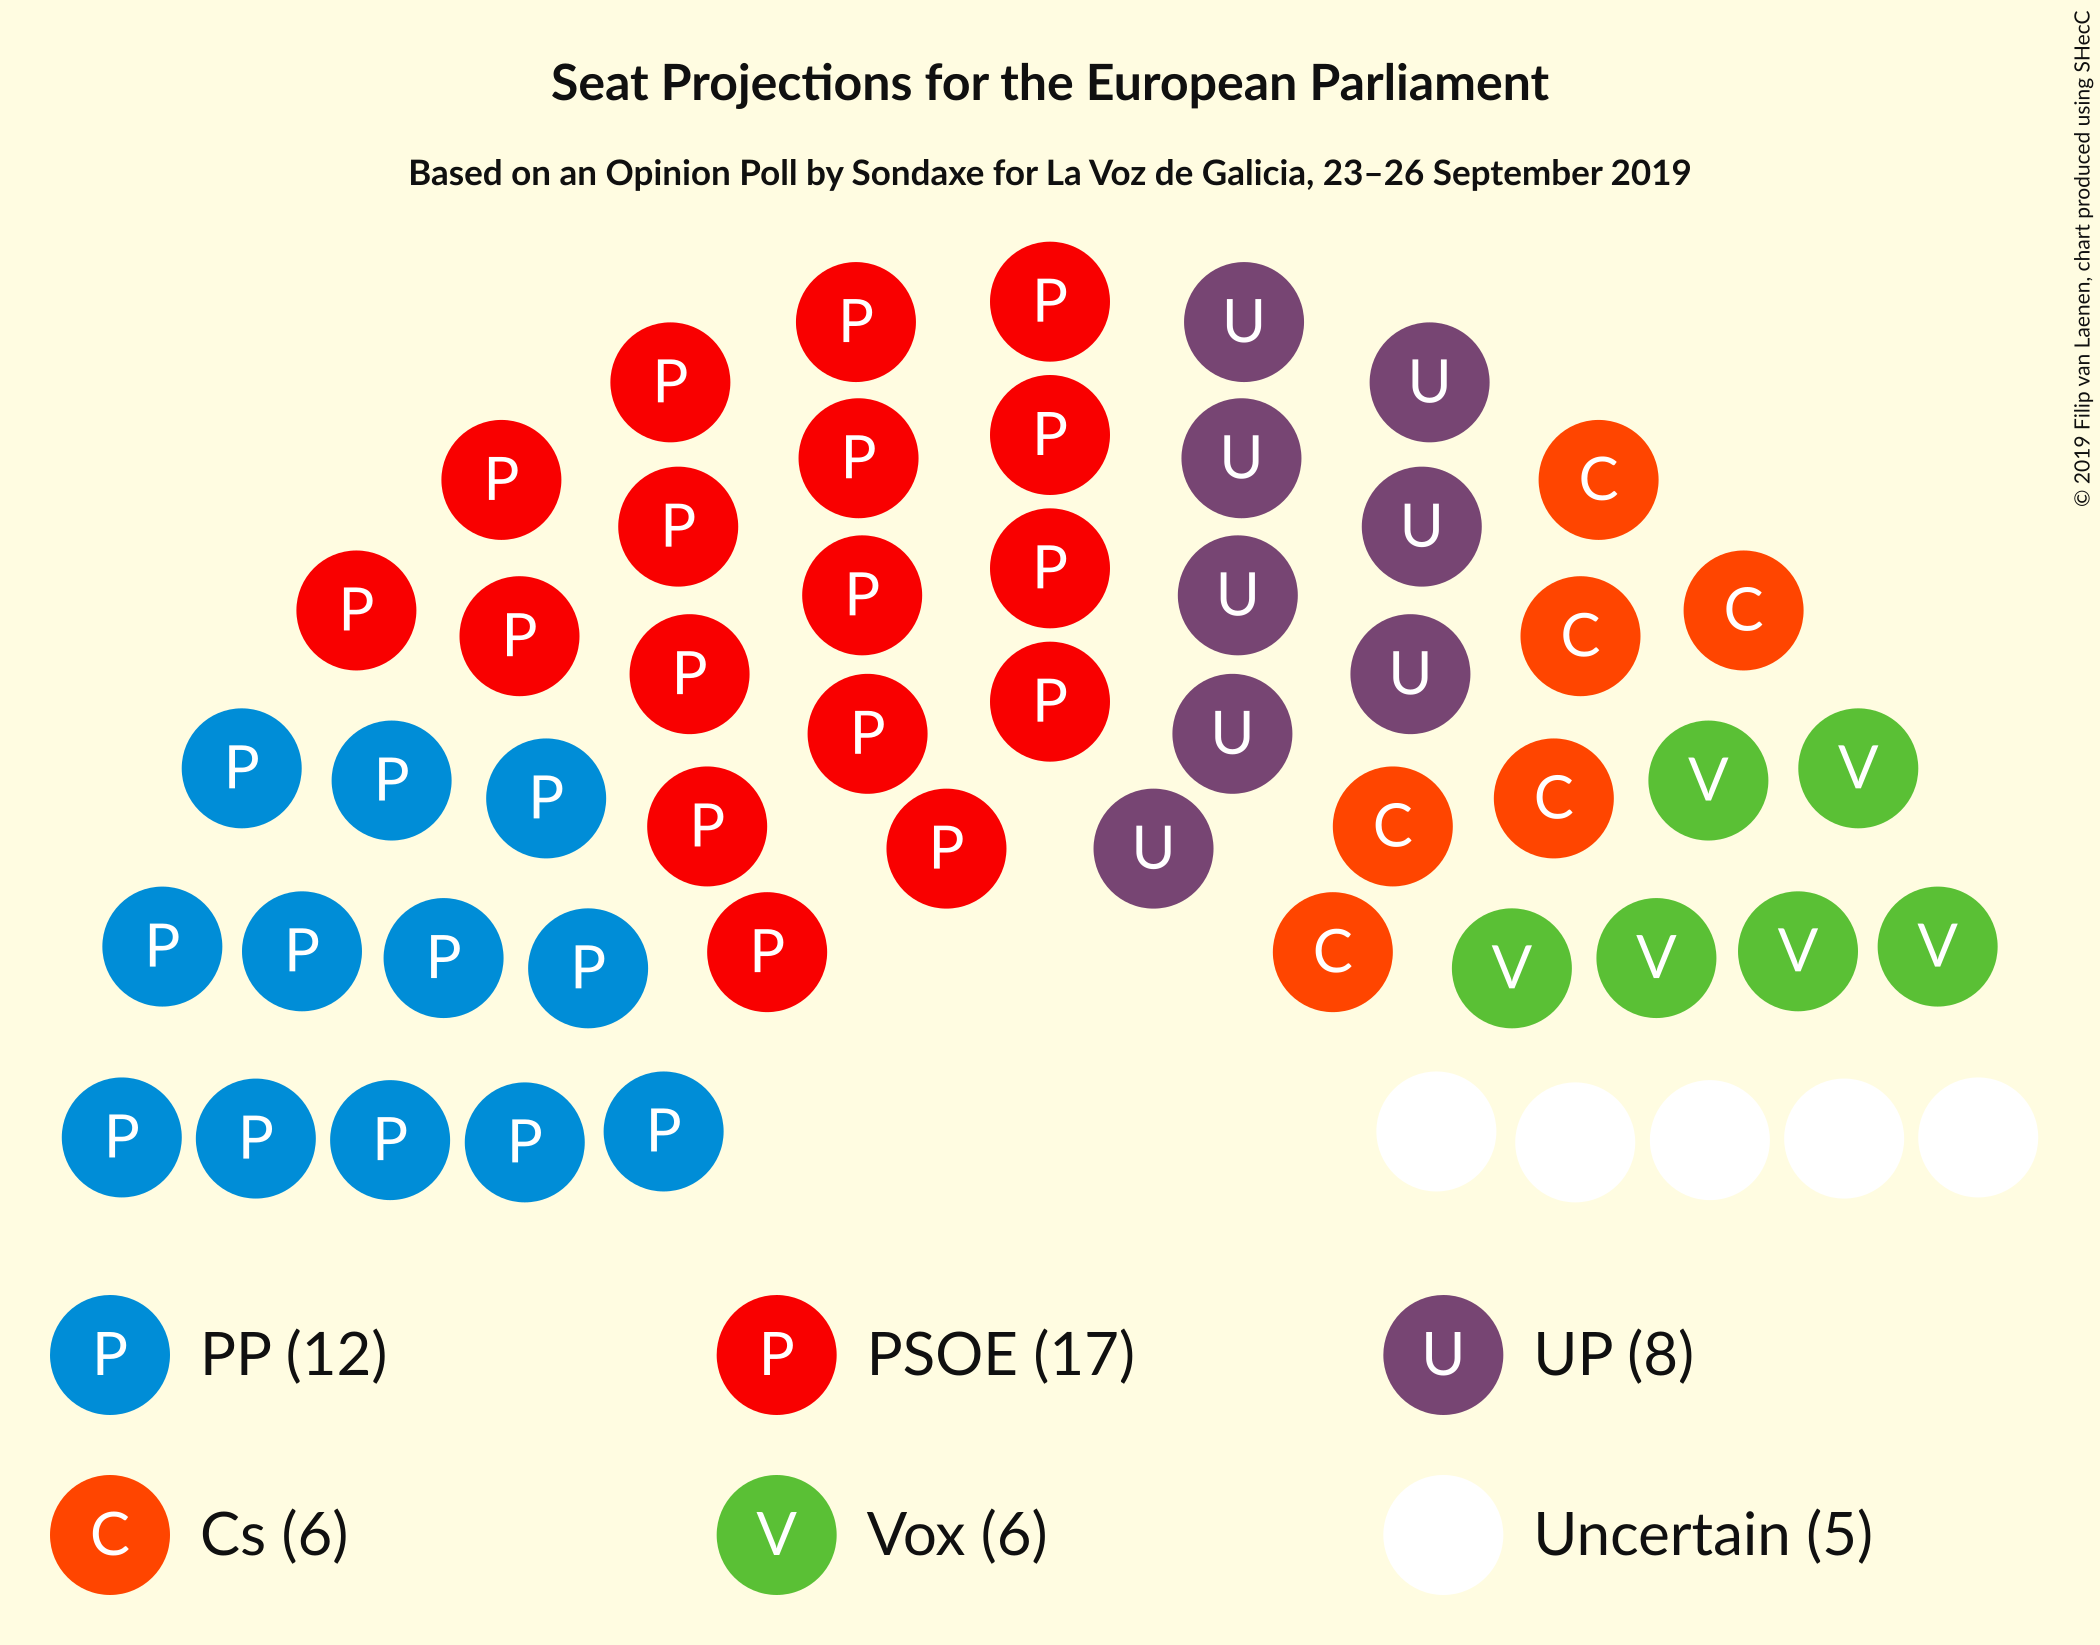 Seat Projections for the European Parliament
Based on an Opinion Poll by Sondaxe for La Voz de Galicia, 23–26 September 2019
© 2019 Filip van Laenen, chart produced using SHecC
P P U
P P U
P P U U
P C
P P U U
P P U
P C
P P C
P P U U
P P U
P P V V
P C
P C
P U
P P V V
P P V V
P C
P P P P P
P PP (12)
P PSOE (17)
U UP (8)
C Cs (6)
V Vox (6)
Uncertain (5)